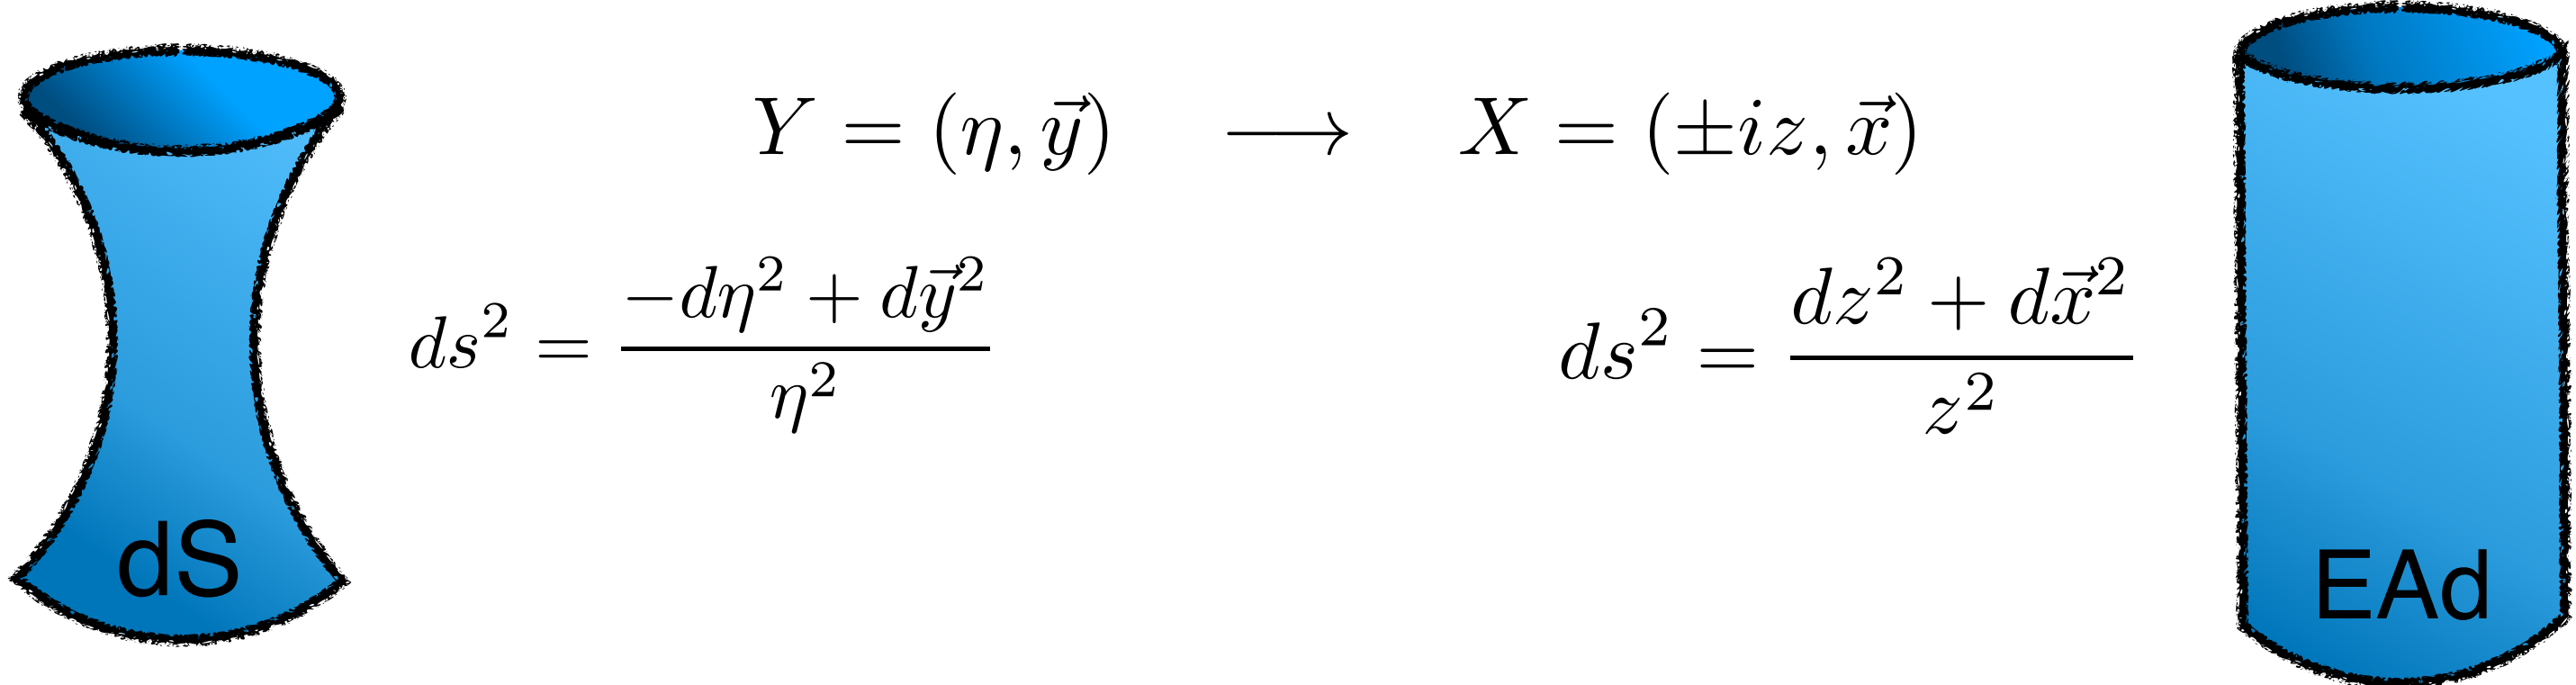 Y = (η, y⃗) ⟶ X = (±iz, x⃗)
ds² = (−dη² + dy⃗²) / η² ds² = (dz² + dx⃗²) / z²
dS EAd